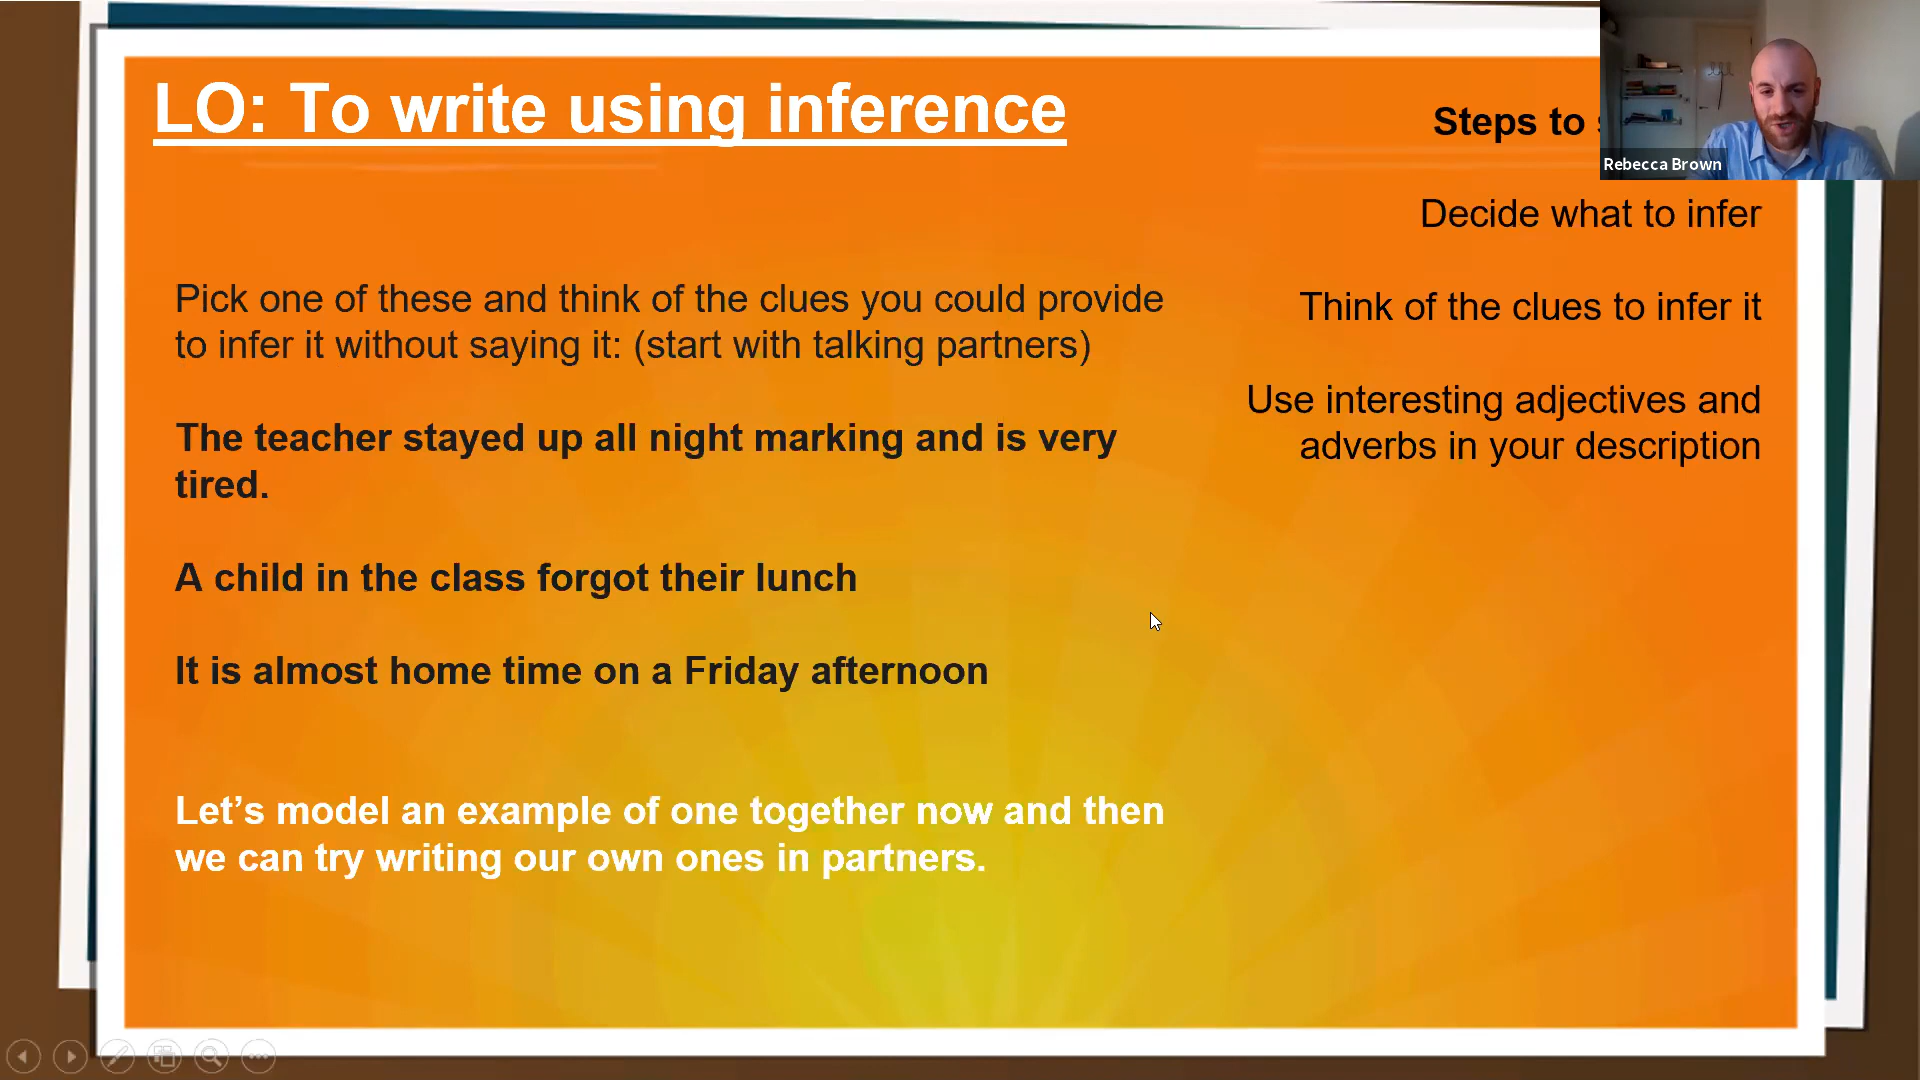 LO: To write using inference
Pick one of these and think of the clues you could provide
to infer it without saying it: (start with talking partners)
The teacher stayed up all night marking and is very
tired.
A child in the class forgot their lunch
It is almost home time on a Friday afternoon
Let’s model an example of one together now and then
we can try writing our own ones in partners.
Steps to
Decide what to infer
Think of the clues to infer it
Use interesting adjectives and
adverbs in your description
Rebecca Brown